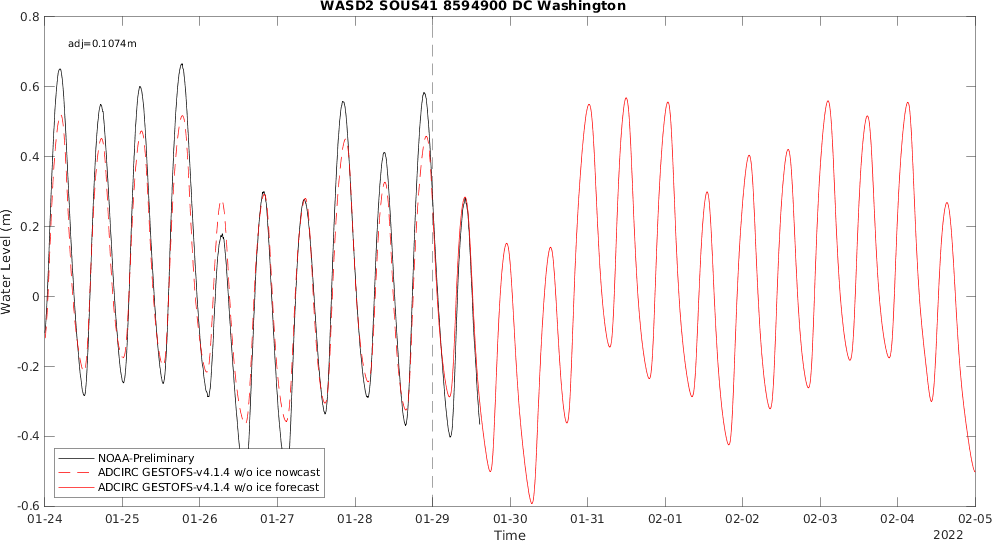 WASD2 SOUS41 8594900 DC Washington
adj=0.1074m
0.8
0.6
0.4
0.2
0
-0.2
-0.4
-0.6
Water Level (m)
NOAA-Preliminary
ADCIRC GESTOFS-v4.1.4 w/o ice nowcast
ADCIRC GESTOFS-v4.1.4 w/o ice forecast
01-24 01-25 01-26 01-27 01-28 01-29 01-30 01-31 02-01 02-02 02-03 02-04 02-05
Time
2022